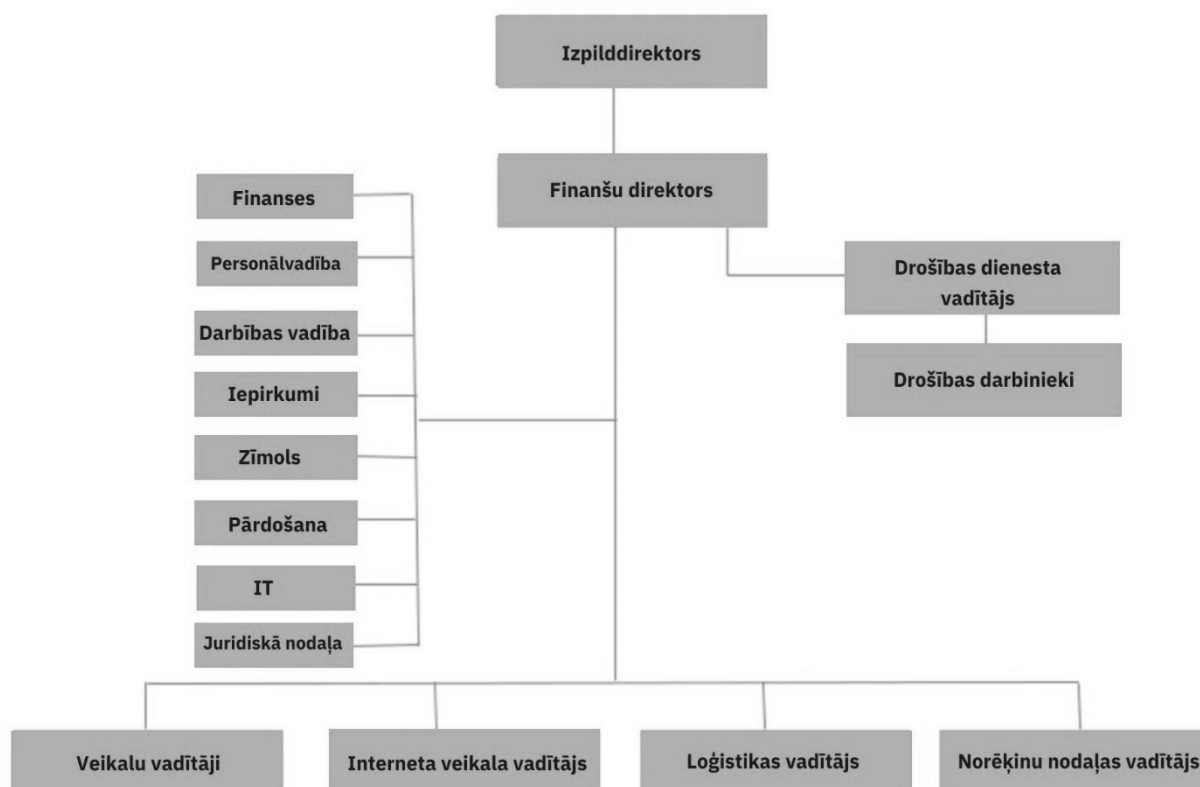 Izpilddirektors
Finanšu direktors
Finanses
Personālvadība
Darbības vadība
Iepirkumi
Zīmols
Pārdošana
IT
Juridiskā nodaļa
Drošības dienesta
vadītājs
Drošības darbinieki
Veikalu vadītāji
Interneta veikala vadītājs
Loģistikas vadītājs
Norēķinu nodaļas vadītājs